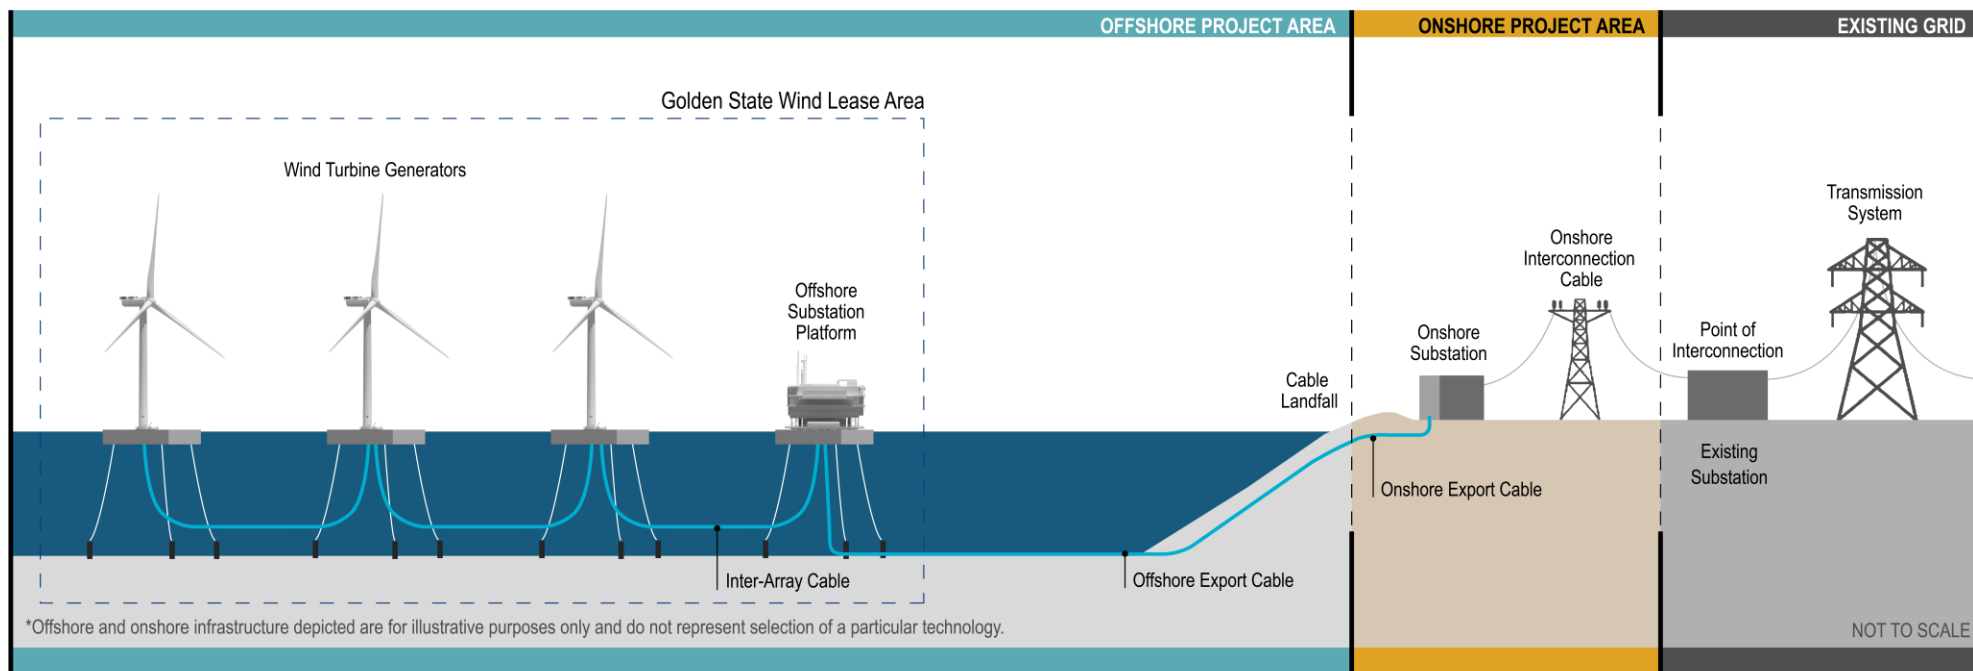 OFFSHORE PROJECT AREA
ONSHORE PROJECT AREA
EXISTING GRID
Golden State Wind Lease Area
Wind Turbine Generators
Offshore
Substation
Platform
Cable
Landfall
Onshore
Substation
Onshore
Interconnection
Cable
Point of
Interconnection
Transmission
System
Existing
Substation
Onshore Export Cable
Inter-Array Cable
Offshore Export Cable
*Offshore and onshore infrastructure depicted are for illustrative purposes only and do not represent selection of a particular technology.
NOT TO SCALE